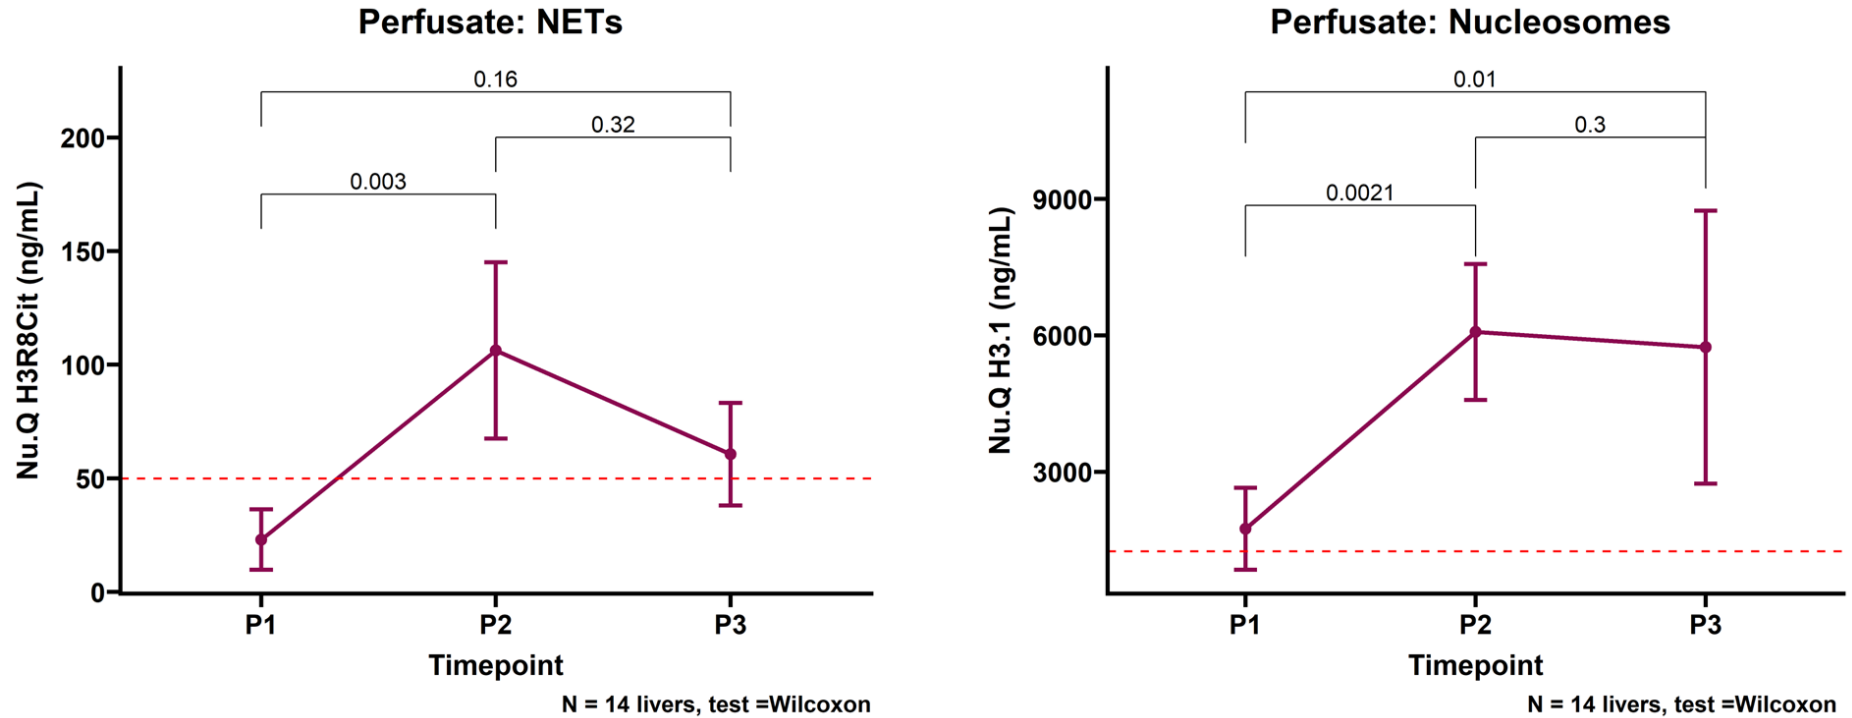 Perfusate: NETs
Nu.Q H3R8Cit (ng/mL)
200
150
100
50
0
0.16
0.32
0.003
P1 P2 P3
Timepoint
N = 14 livers, test =Wilcoxon
Perfusate: Nucleosomes
Nu.Q H3.1 (ng/mL)
9000
6000
3000
0.01
0.3
0.0021
P1 P2 P3
Timepoint
N = 14 livers, test =Wilcoxon